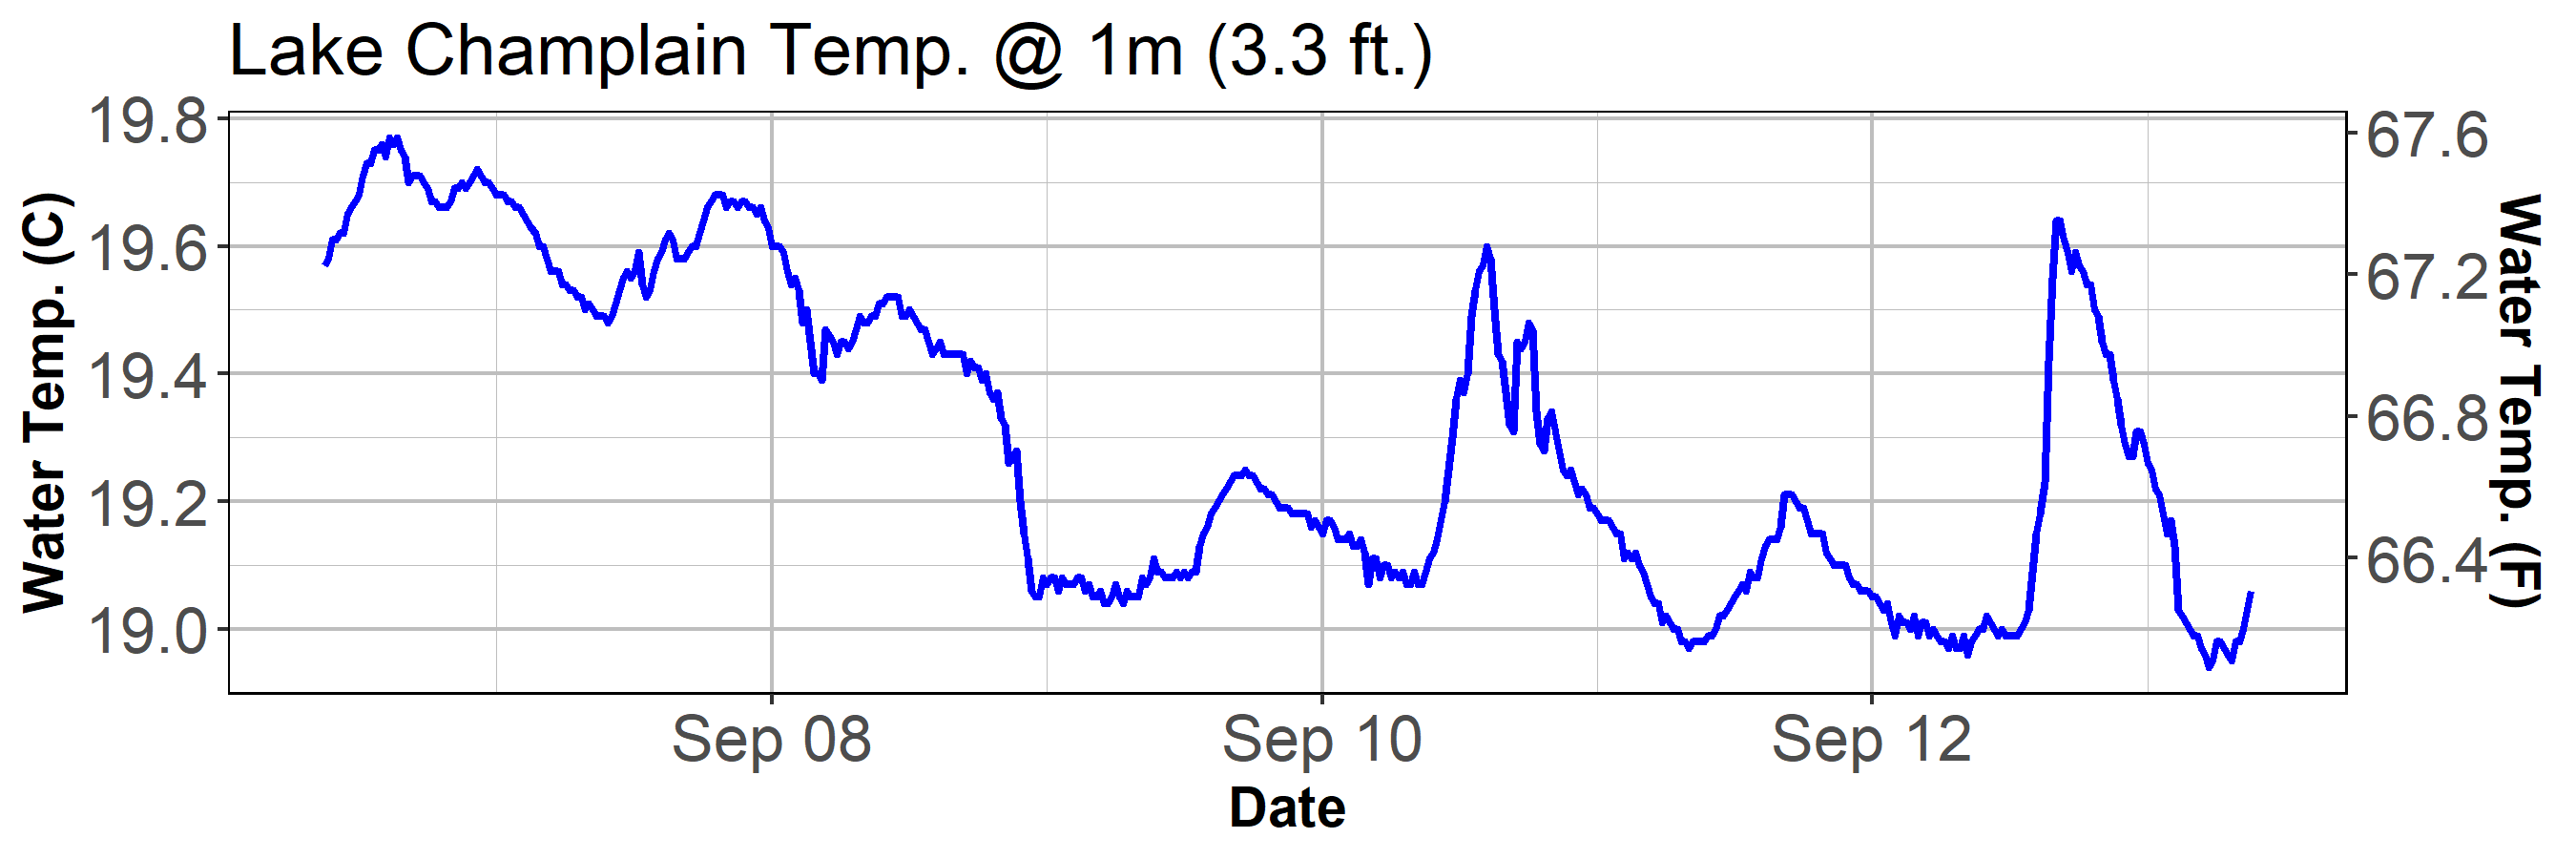 Lake Champlain Temp. @ 1m (3.3 ft.)
Water Temp. (C)
19.8
19.6
19.4
19.2
19.0
67.6
67.2
66.8
66.4
Water Temp. (F)
Sep 08
Sep 10
Sep 12
Date